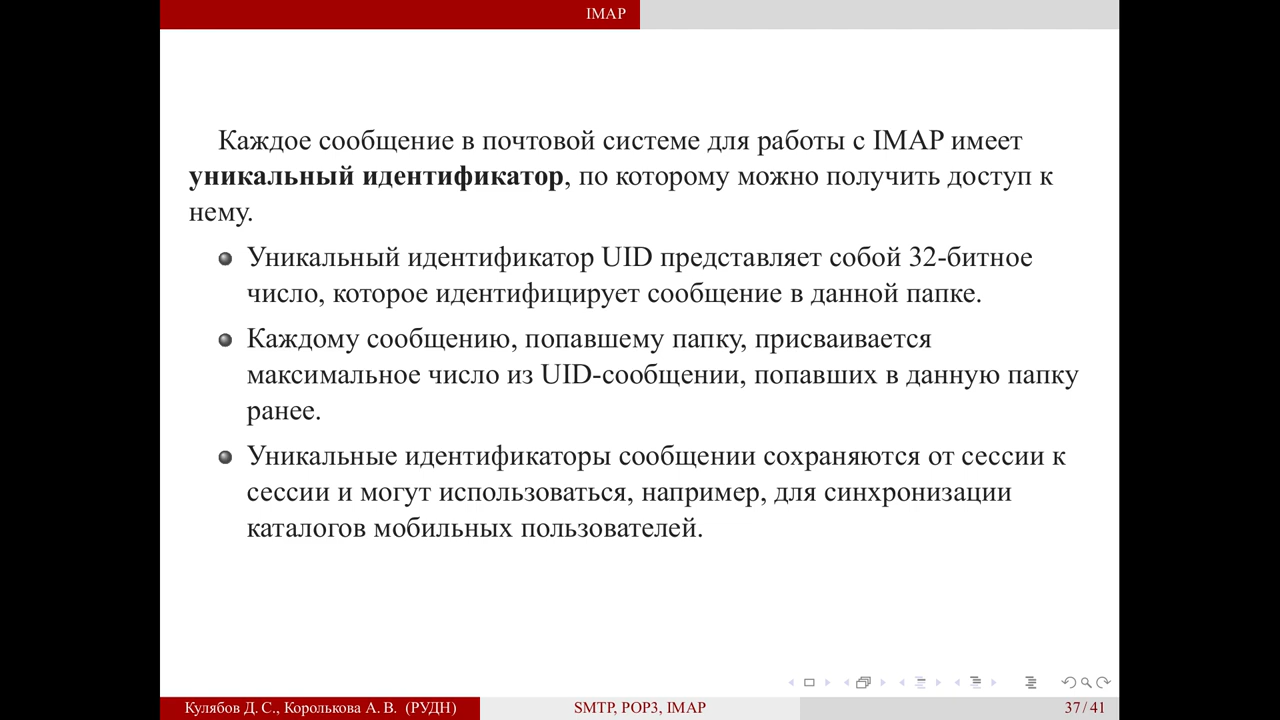 IMAP
Каждое сообщение в почтовой системе для работы с IMAP имеет
уникальный идентификатор, по которому можно получить доступ к
нему.
Уникальный идентификатор UID представляет собой 32-битное
число, которое идентифицирует сообщение в данной папке.
Каждому сообщению, попавшему папку, присваивается
максимальное число из UID-сообщении, попавших в данную папку
ранее.
Уникальные идентификаторы сообщении сохраняются от сессии к
сессии и могут использоваться, например, для синхронизации
каталогов мобильных пользователей.
Кулябов Д. С., Королькова А. В. (РУДН)
SMTP, POP3, IMAP
37 / 41